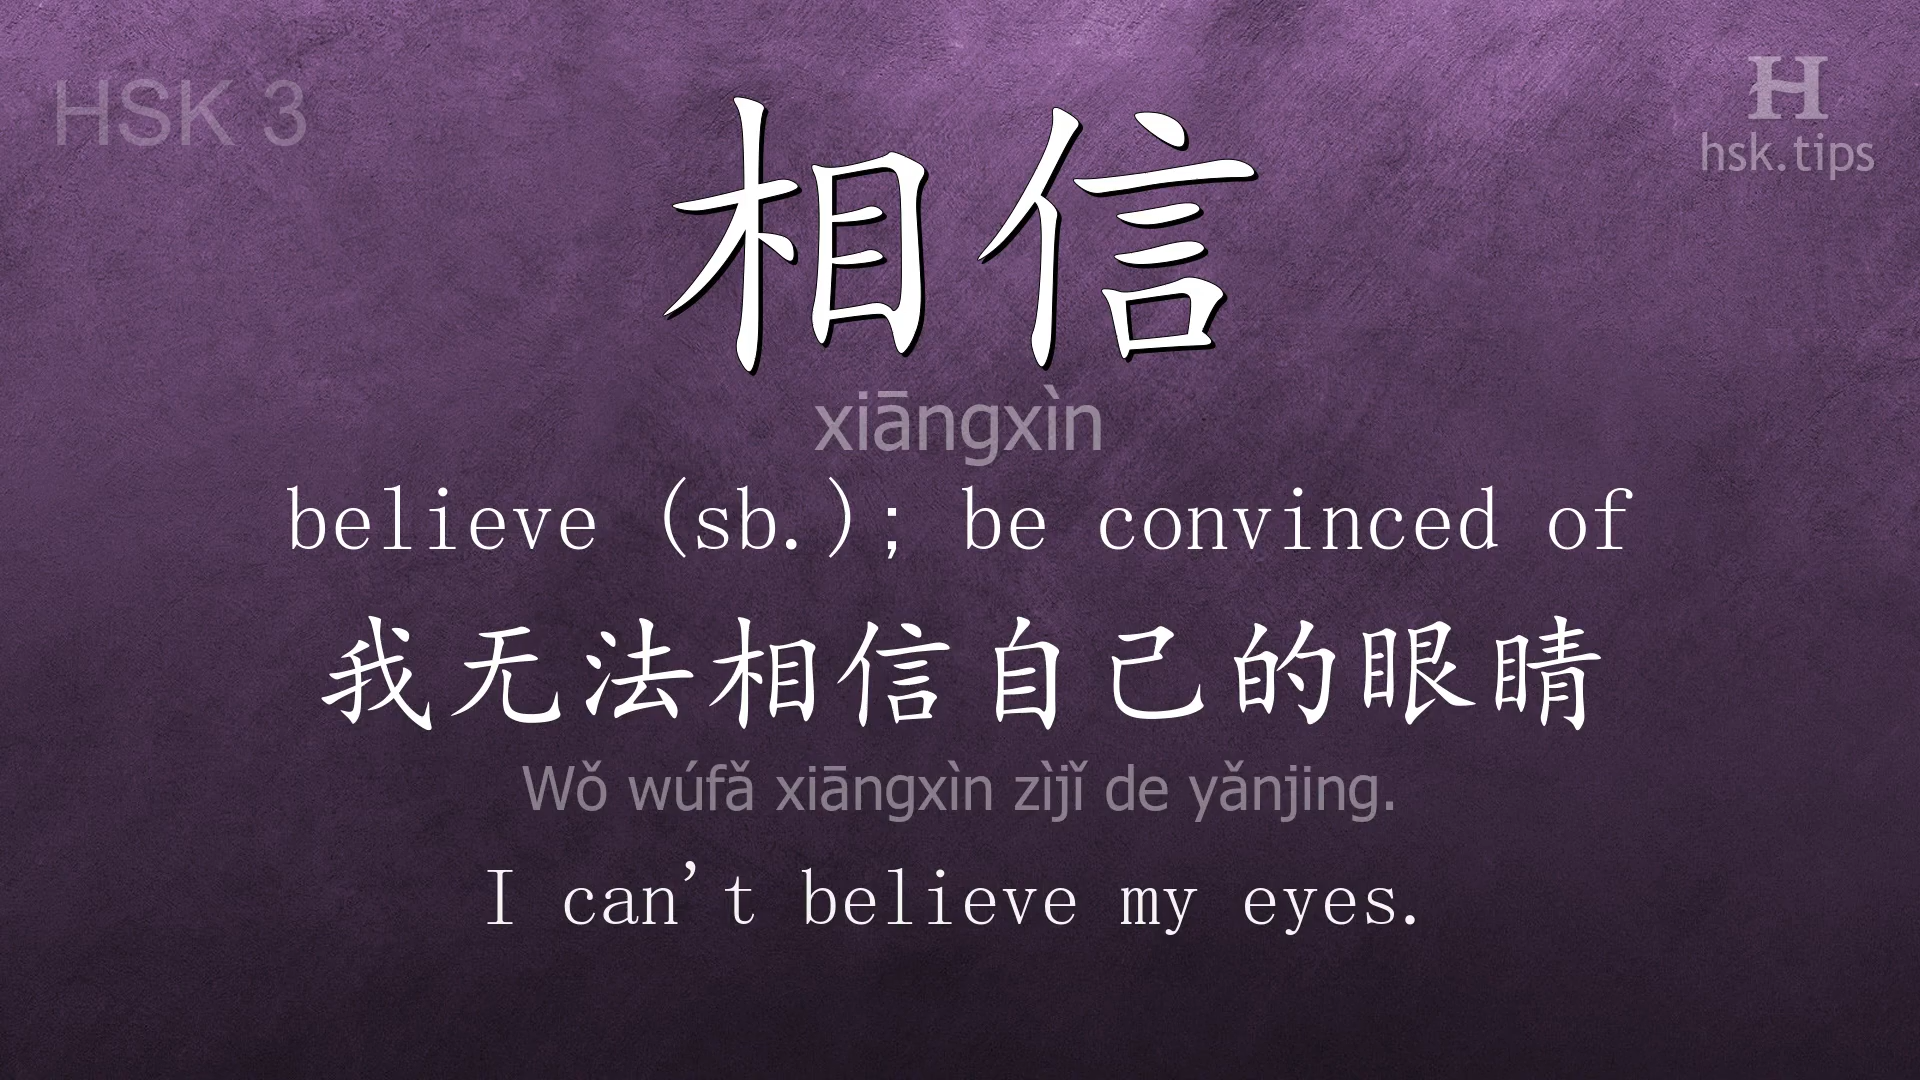 HSK 3
H
hsk.tips
相信
xiāngxìn
believe (sb.); be convinced of
我无法相信自己的眼睛
Wǒ wúfǎ xiāngxìn zìjǐ de yǎnjing.
I can't believe my eyes.